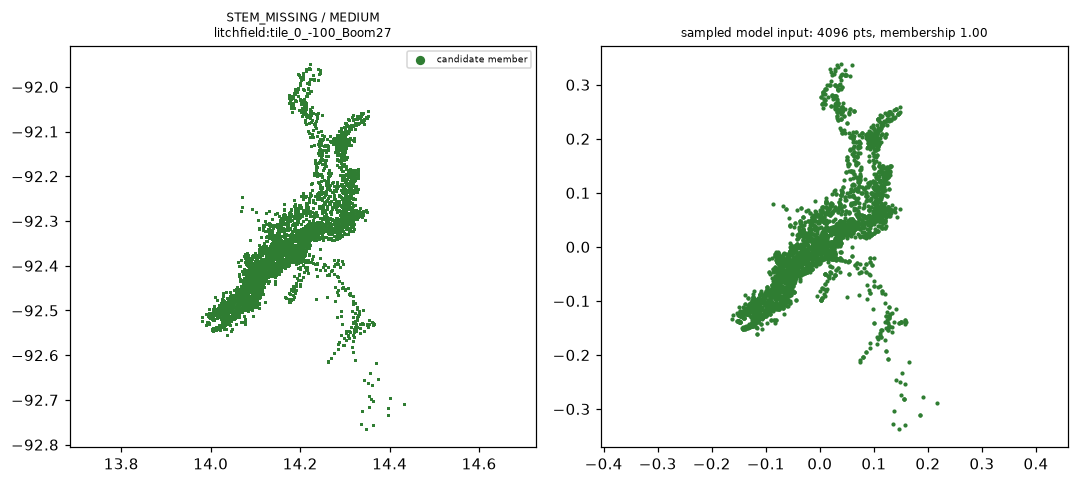 STEM_MISSING / MEDIUM
litchfield:tile_0_-100_Boom27
candidate member
−92.0
−92.1
−92.2
−92.3
−92.4
−92.5
−92.6
−92.7
−92.8
13.8 14.0 14.2 14.4 14.6
sampled model input: 4096 pts, membership 1.00
0.3
0.2
0.1
0.0
−0.1
−0.2
−0.3
−0.4 −0.3 −0.2 −0.1 0.0 0.1 0.2 0.3 0.4